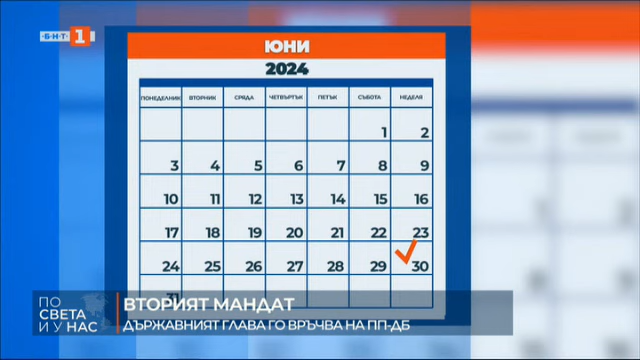 БНТ 1
ЮНИ
2024
ПОНЕДЕЛНИК ВТОРНИК СРЯДА ЧЕТВЪРТЪК ПЕТЪК СЪБОТА НЕДЕЛЯ
1 2
3 4 5 6 7 8 9
10 11 12 13 14 15 16
17 18 19 20 21 22 23
24 25 26 27 28 29 30
31
ПО СВЕТА И У НАС
ВТОРИЯТ МАНДАТ
ДЪРЖАВНИЯТ ГЛАВА ГО ВРЪЧВА НА ПП-ДБ